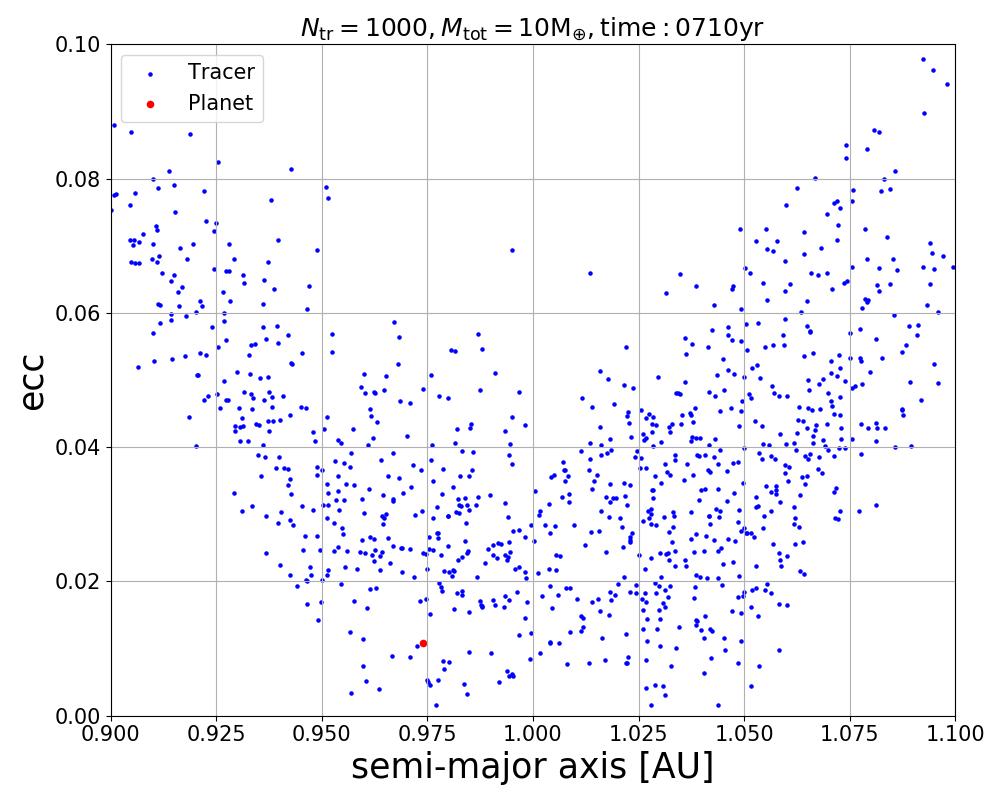 N_tr = 1000, M_tot = 10M_⊕, time : 0710yr
Tracer
Planet
ecc
0.10
0.08
0.06
0.04
0.02
0.00
0.900 0.925 0.950 0.975 1.000 1.025 1.050 1.075 1.100
semi-major axis [AU]